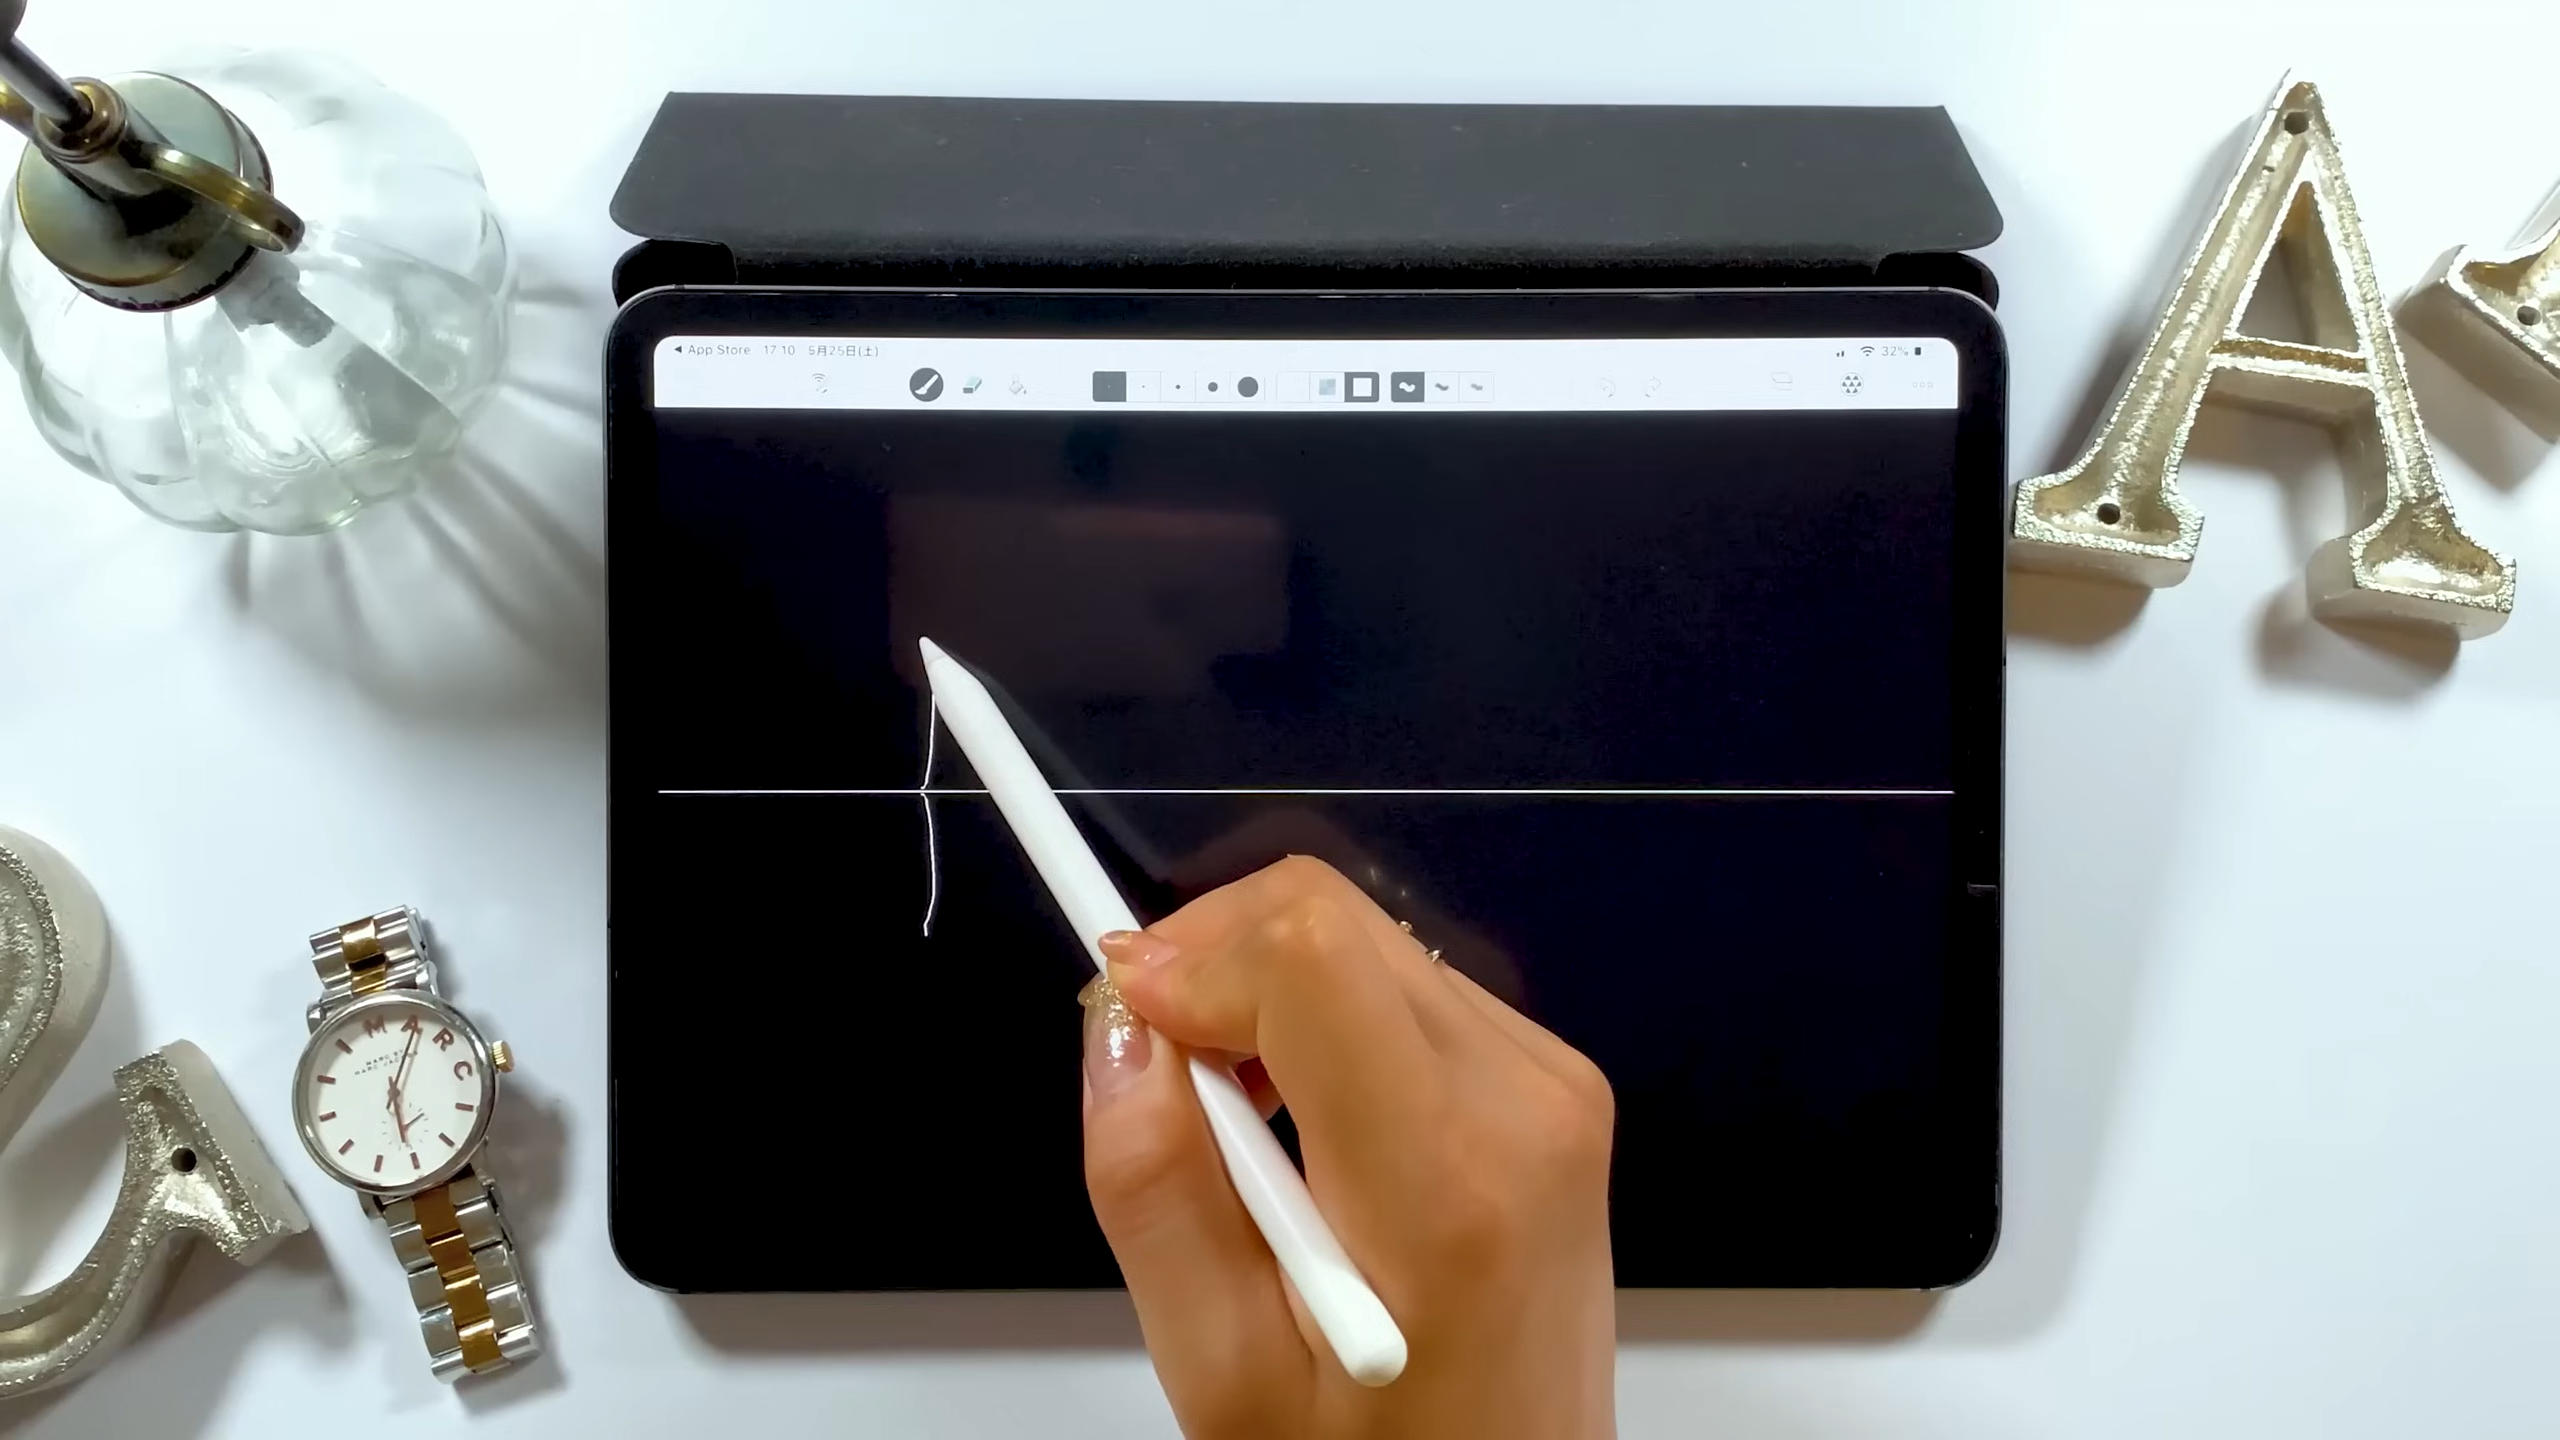 ◀ App Store 17:10 5月25日(土) 32%
A
MARC
MARC BY
MARC JACOBS